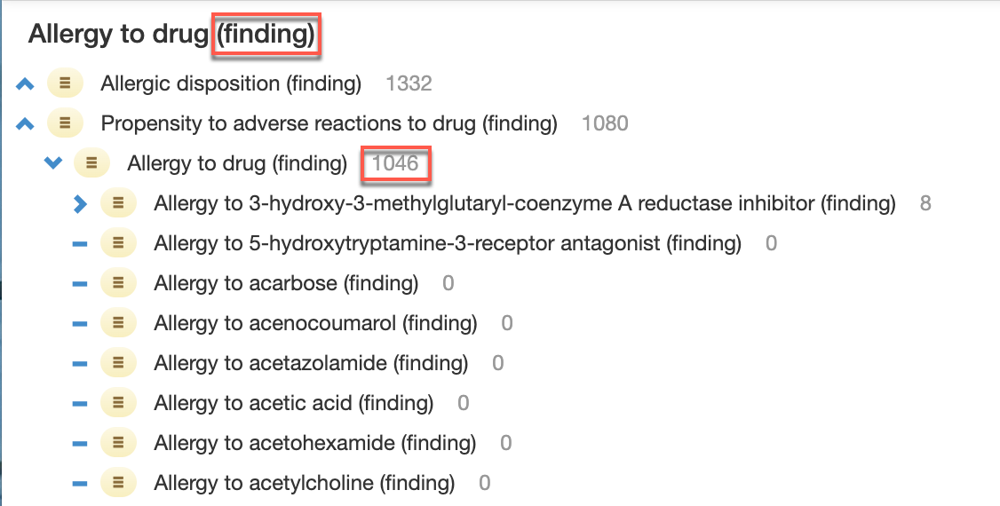 Allergy to drug (finding)
Allergic disposition (finding) 1332
Propensity to adverse reactions to drug (finding) 1080
Allergy to drug (finding) 1046
Allergy to 3-hydroxy-3-methylglutaryl-coenzyme A reductase inhibitor (finding) 8
Allergy to 5-hydroxytryptamine-3-receptor antagonist (finding) 0
Allergy to acarbose (finding) 0
Allergy to acenocoumarol (finding) 0
Allergy to acetazolamide (finding) 0
Allergy to acetic acid (finding) 0
Allergy to acetohexamide (finding) 0
Allergy to acetylcholine (finding) 0